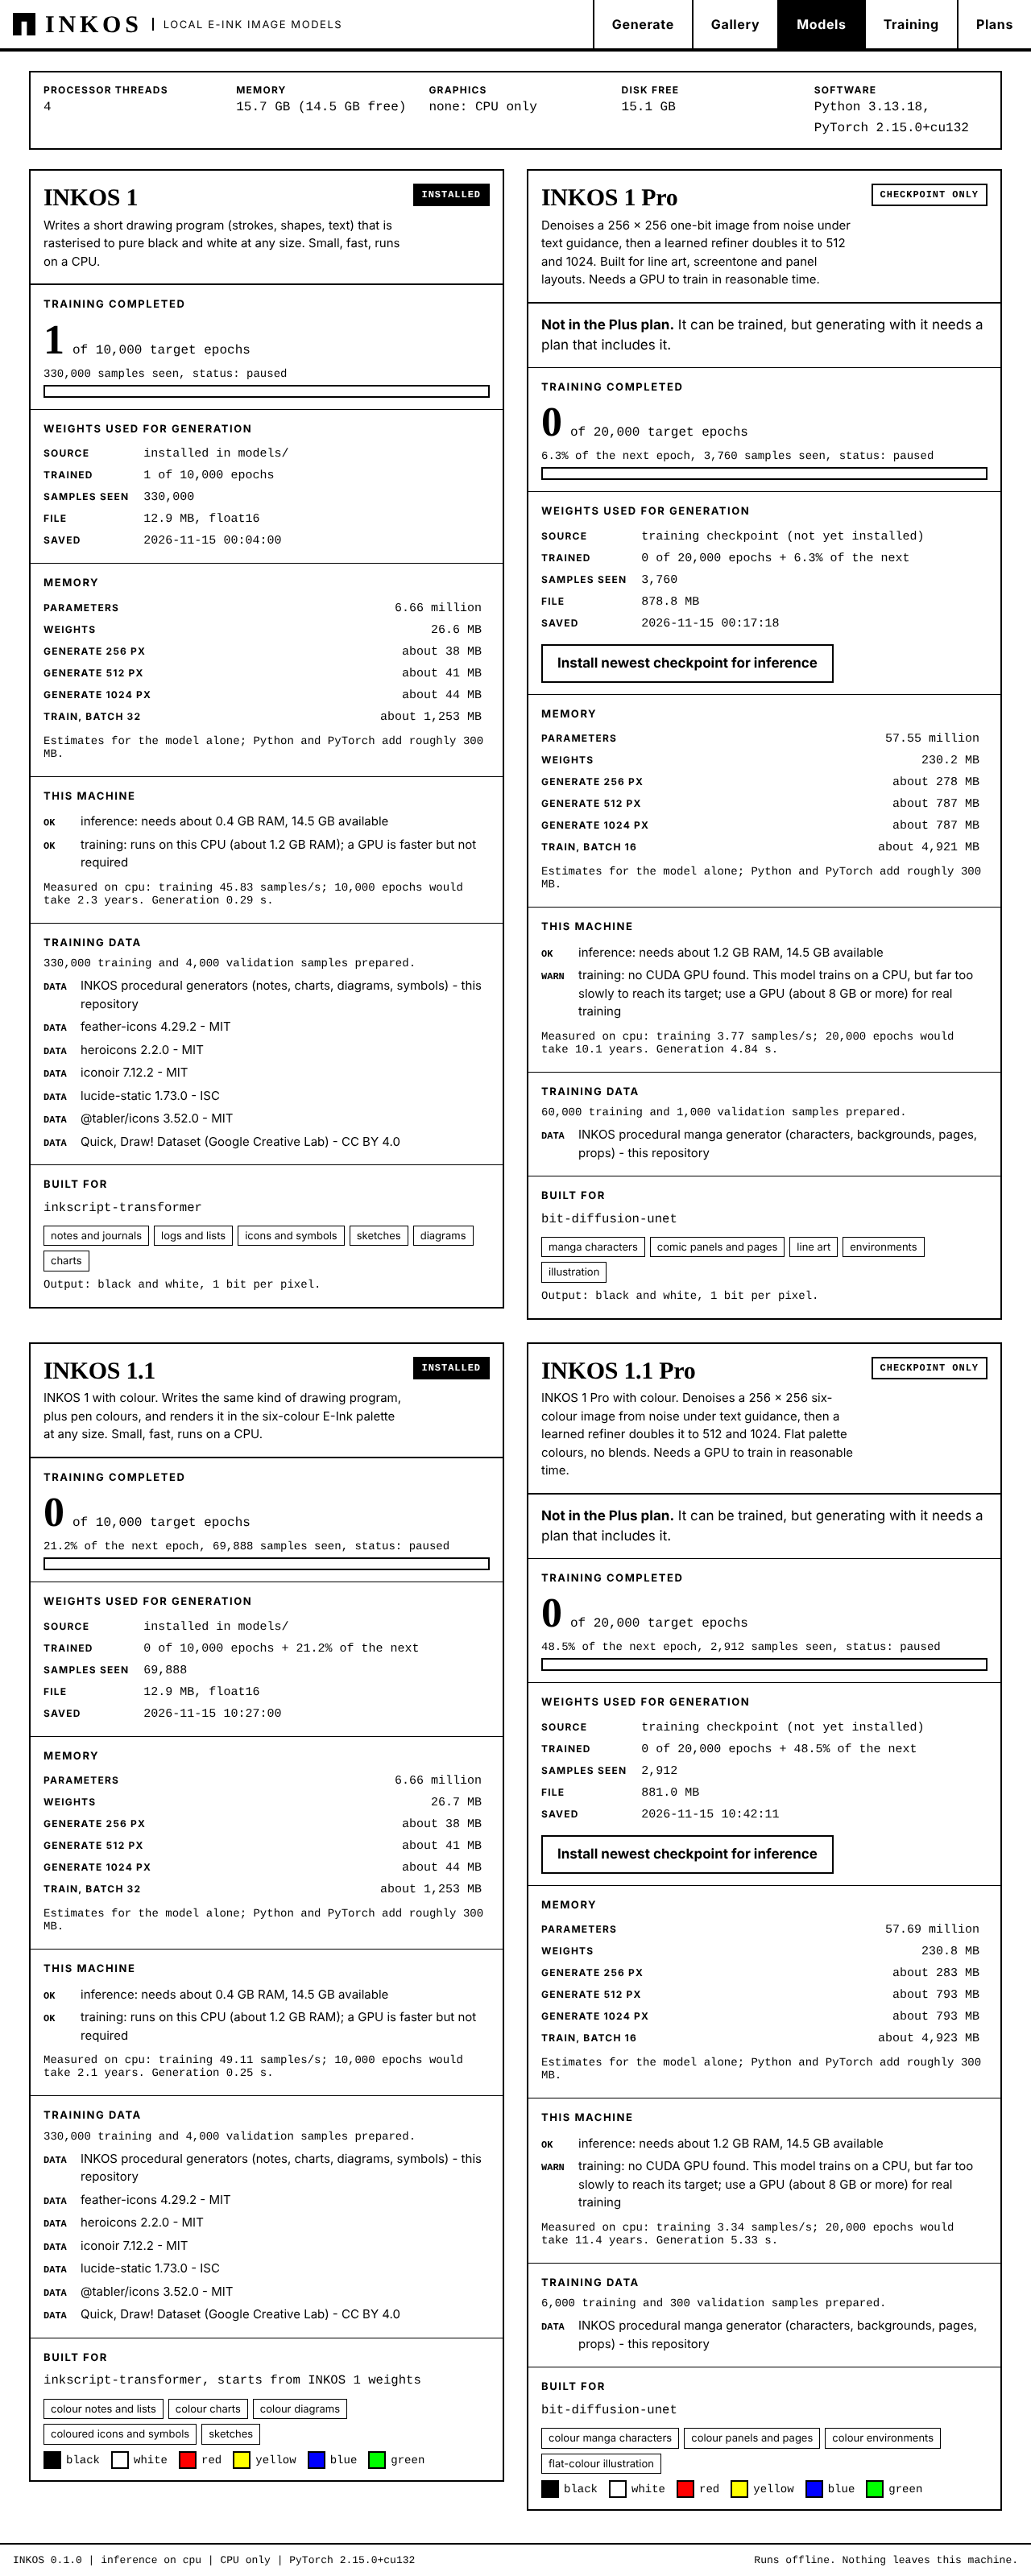 INKOS | LOCAL E-INK IMAGE MODELS
Generate
Gallery
Models
Training
Plans
PROCESSOR THREADS
4
MEMORY
15.7 GB (14.5 GB free)
GRAPHICS
none: CPU only
DISK FREE
15.1 GB
SOFTWARE
Python 3.13.18,
PyTorch 2.15.0+cu132
INKOS 1
INSTALLED
Writes a short drawing program (strokes, shapes, text) that is
rasterised to pure black and white at any size. Small, fast, runs
on a CPU.
TRAINING COMPLETED
1 of 10,000 target epochs
330,000 samples seen, status: paused
WEIGHTS USED FOR GENERATION
SOURCE installed in models/
TRAINED 1 of 10,000 epochs
SAMPLES SEEN 330,000
FILE 12.9 MB, float16
SAVED 2026-11-15 00:04:00
MEMORY
PARAMETERS 6.66 million
WEIGHTS 26.6 MB
GENERATE 256 PX about 38 MB
GENERATE 512 PX about 41 MB
GENERATE 1024 PX about 44 MB
TRAIN, BATCH 32 about 1,253 MB
Estimates for the model alone; Python and PyTorch add roughly 300
MB.
THIS MACHINE
OK inference: needs about 0.4 GB RAM, 14.5 GB available
OK training: runs on this CPU (about 1.2 GB RAM); a GPU is faster but not
required
Measured on cpu: training 45.83 samples/s; 10,000 epochs would
take 2.3 years. Generation 0.29 s.
TRAINING DATA
330,000 training and 4,000 validation samples prepared.
DATA INKOS procedural generators (notes, charts, diagrams, symbols) - this
repository
DATA feather-icons 4.29.2 - MIT
DATA heroicons 2.2.0 - MIT
DATA iconoir 7.12.2 - MIT
DATA lucide-static 1.73.0 - ISC
DATA @tabler/icons 3.52.0 - MIT
DATA Quick, Draw! Dataset (Google Creative Lab) - CC BY 4.0
BUILT FOR
inkscript-transformer
notes and journals
logs and lists
icons and symbols
sketches
diagrams
charts
Output: black and white, 1 bit per pixel.
INKOS 1 Pro
CHECKPOINT ONLY
Denoises a 256 × 256 one-bit image from noise under
text guidance, then a learned refiner doubles it to 512
and 1024. Built for line art, screentone and panel
layouts. Needs a GPU to train in reasonable time.
Not in the Plus plan. It can be trained, but generating with it needs a
plan that includes it.
TRAINING COMPLETED
0 of 20,000 target epochs
6.3% of the next epoch, 3,760 samples seen, status: paused
WEIGHTS USED FOR GENERATION
SOURCE training checkpoint (not yet installed)
TRAINED 0 of 20,000 epochs + 6.3% of the next
SAMPLES SEEN 3,760
FILE 878.8 MB
SAVED 2026-11-15 00:17:18
Install newest checkpoint for inference
MEMORY
PARAMETERS 57.55 million
WEIGHTS 230.2 MB
GENERATE 256 PX about 278 MB
GENERATE 512 PX about 787 MB
GENERATE 1024 PX about 787 MB
TRAIN, BATCH 16 about 4,921 MB
Estimates for the model alone; Python and PyTorch add roughly 300
MB.
THIS MACHINE
OK inference: needs about 1.2 GB RAM, 14.5 GB available
WARN training: no CUDA GPU found. This model trains on a CPU, but far too
slowly to reach its target; use a GPU (about 8 GB or more) for real
training
Measured on cpu: training 3.77 samples/s; 20,000 epochs would
take 10.1 years. Generation 4.84 s.
TRAINING DATA
60,000 training and 1,000 validation samples prepared.
DATA INKOS procedural manga generator (characters, backgrounds, pages,
props) - this repository
BUILT FOR
bit-diffusion-unet
manga characters
comic panels and pages
line art
environments
illustration
Output: black and white, 1 bit per pixel.
INKOS 1.1
INSTALLED
INKOS 1 with colour. Writes the same kind of drawing program,
plus pen colours, and renders it in the six-colour E-Ink palette
at any size. Small, fast, runs on a CPU.
TRAINING COMPLETED
0 of 10,000 target epochs
21.2% of the next epoch, 69,888 samples seen, status: paused
WEIGHTS USED FOR GENERATION
SOURCE installed in models/
TRAINED 0 of 10,000 epochs + 21.2% of the next
SAMPLES SEEN 69,888
FILE 12.9 MB, float16
SAVED 2026-11-15 10:27:00
MEMORY
PARAMETERS 6.66 million
WEIGHTS 26.7 MB
GENERATE 256 PX about 38 MB
GENERATE 512 PX about 41 MB
GENERATE 1024 PX about 44 MB
TRAIN, BATCH 32 about 1,253 MB
Estimates for the model alone; Python and PyTorch add roughly 300
MB.
THIS MACHINE
OK inference: needs about 0.4 GB RAM, 14.5 GB available
OK training: runs on this CPU (about 1.2 GB RAM); a GPU is faster but not
required
Measured on cpu: training 49.11 samples/s; 10,000 epochs would
take 2.1 years. Generation 0.25 s.
TRAINING DATA
330,000 training and 4,000 validation samples prepared.
DATA INKOS procedural generators (notes, charts, diagrams, symbols) - this
repository
DATA feather-icons 4.29.2 - MIT
DATA heroicons 2.2.0 - MIT
DATA iconoir 7.12.2 - MIT
DATA lucide-static 1.73.0 - ISC
DATA @tabler/icons 3.52.0 - MIT
DATA Quick, Draw! Dataset (Google Creative Lab) - CC BY 4.0
BUILT FOR
inkscript-transformer, starts from INKOS 1 weights
colour notes and lists
colour charts
colour diagrams
coloured icons and symbols
sketches
black white red yellow blue green
INKOS 1.1 Pro
CHECKPOINT ONLY
INKOS 1 Pro with colour. Denoises a 256 × 256 six-
colour image from noise under text guidance, then a
learned refiner doubles it to 512 and 1024. Flat palette
colours, no blends. Needs a GPU to train in reasonable
time.
Not in the Plus plan. It can be trained, but generating with it needs a
plan that includes it.
TRAINING COMPLETED
0 of 20,000 target epochs
48.5% of the next epoch, 2,912 samples seen, status: paused
WEIGHTS USED FOR GENERATION
SOURCE training checkpoint (not yet installed)
TRAINED 0 of 20,000 epochs + 48.5% of the next
SAMPLES SEEN 2,912
FILE 881.0 MB
SAVED 2026-11-15 10:42:11
Install newest checkpoint for inference
MEMORY
PARAMETERS 57.69 million
WEIGHTS 230.8 MB
GENERATE 256 PX about 283 MB
GENERATE 512 PX about 793 MB
GENERATE 1024 PX about 793 MB
TRAIN, BATCH 16 about 4,923 MB
Estimates for the model alone; Python and PyTorch add roughly 300
MB.
THIS MACHINE
OK inference: needs about 1.2 GB RAM, 14.5 GB available
WARN training: no CUDA GPU found. This model trains on a CPU, but far too
slowly to reach its target; use a GPU (about 8 GB or more) for real
training
Measured on cpu: training 3.34 samples/s; 20,000 epochs would
take 11.4 years. Generation 5.33 s.
TRAINING DATA
6,000 training and 300 validation samples prepared.
DATA INKOS procedural manga generator (characters, backgrounds, pages,
props) - this repository
BUILT FOR
bit-diffusion-unet
colour manga characters
colour panels and pages
colour environments
flat-colour illustration
black white red yellow blue green
INKOS 0.1.0 | inference on cpu | CPU only | PyTorch 2.15.0+cu132
Runs offline. Nothing leaves this machine.